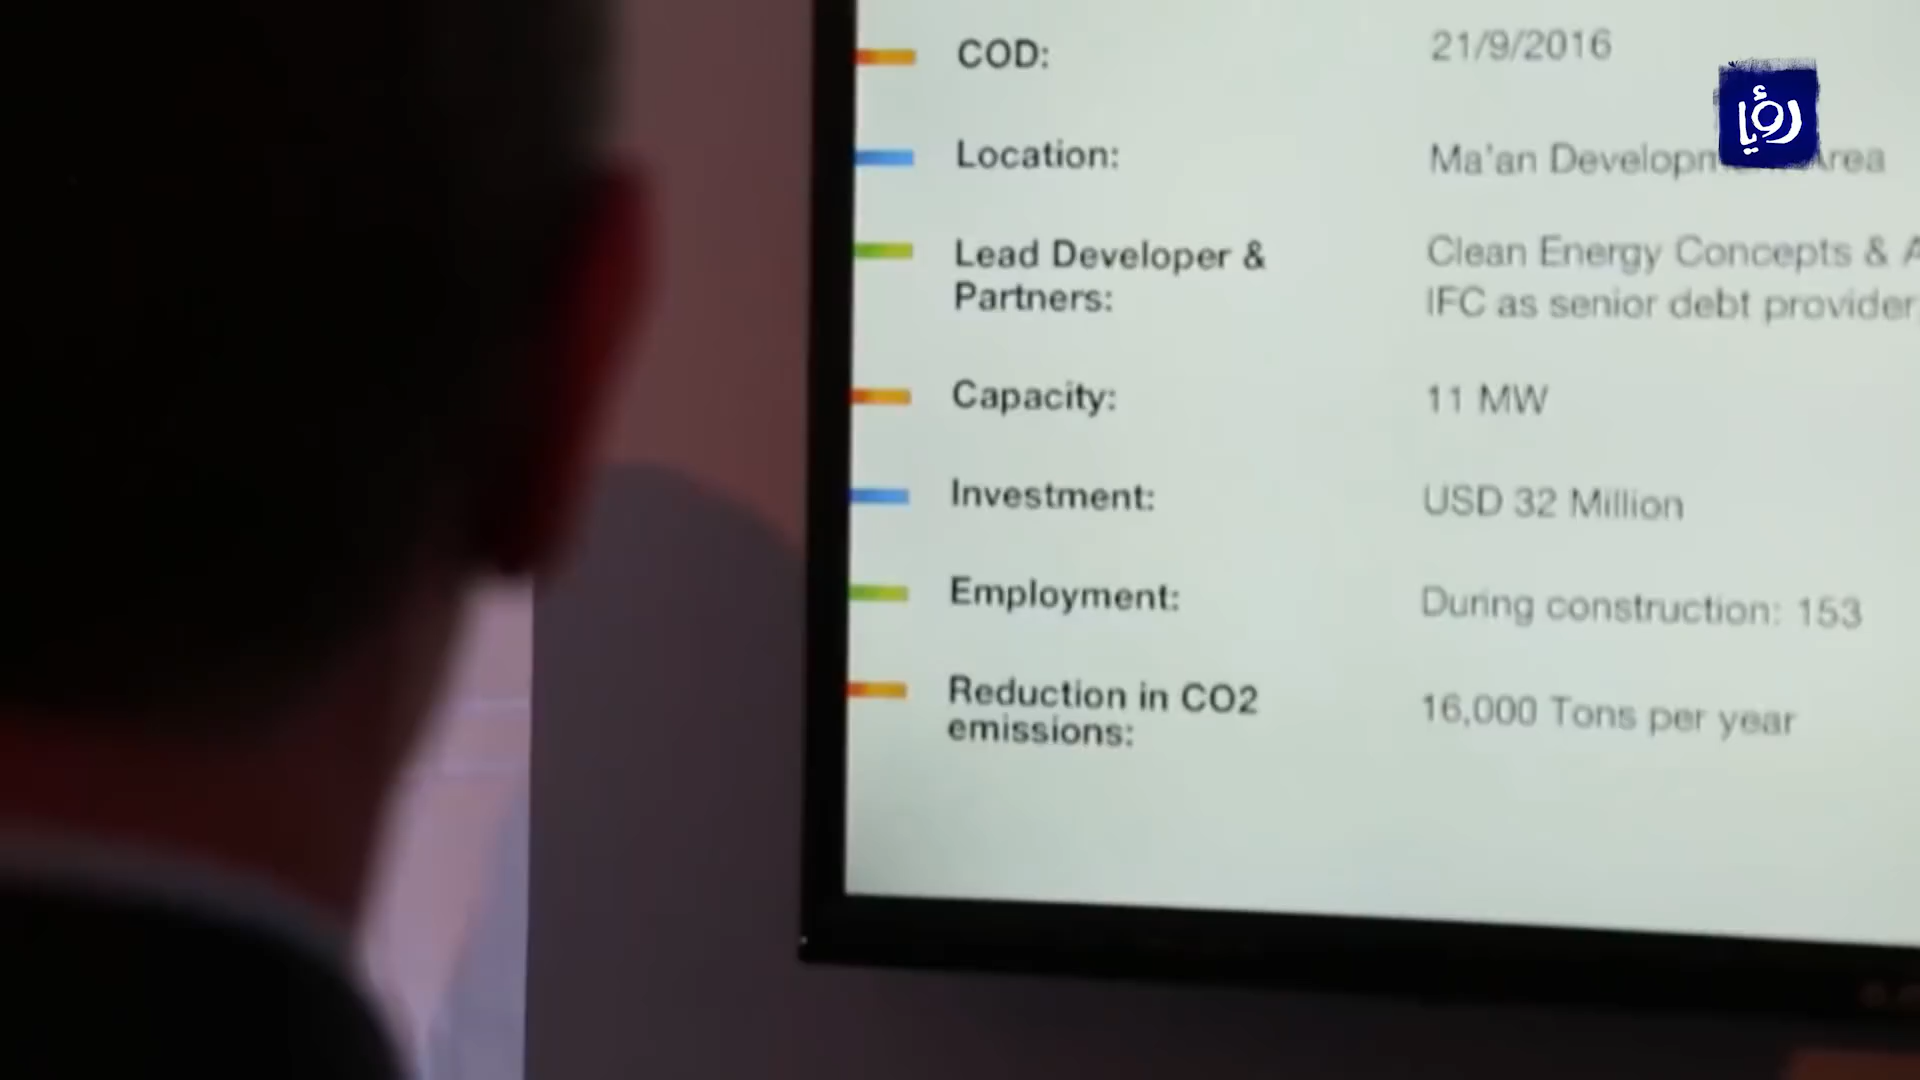 COD: 21/9/2016
رؤيا
Location: Ma'an Development Area
Lead Developer & Clean Energy Concepts &
Partners: IFC as senior debt provider
Capacity: 11 MW
Investment: USD 32 Million
Employment: During construction: 153
Reduction in CO2
emissions: 16,000 Tons per year